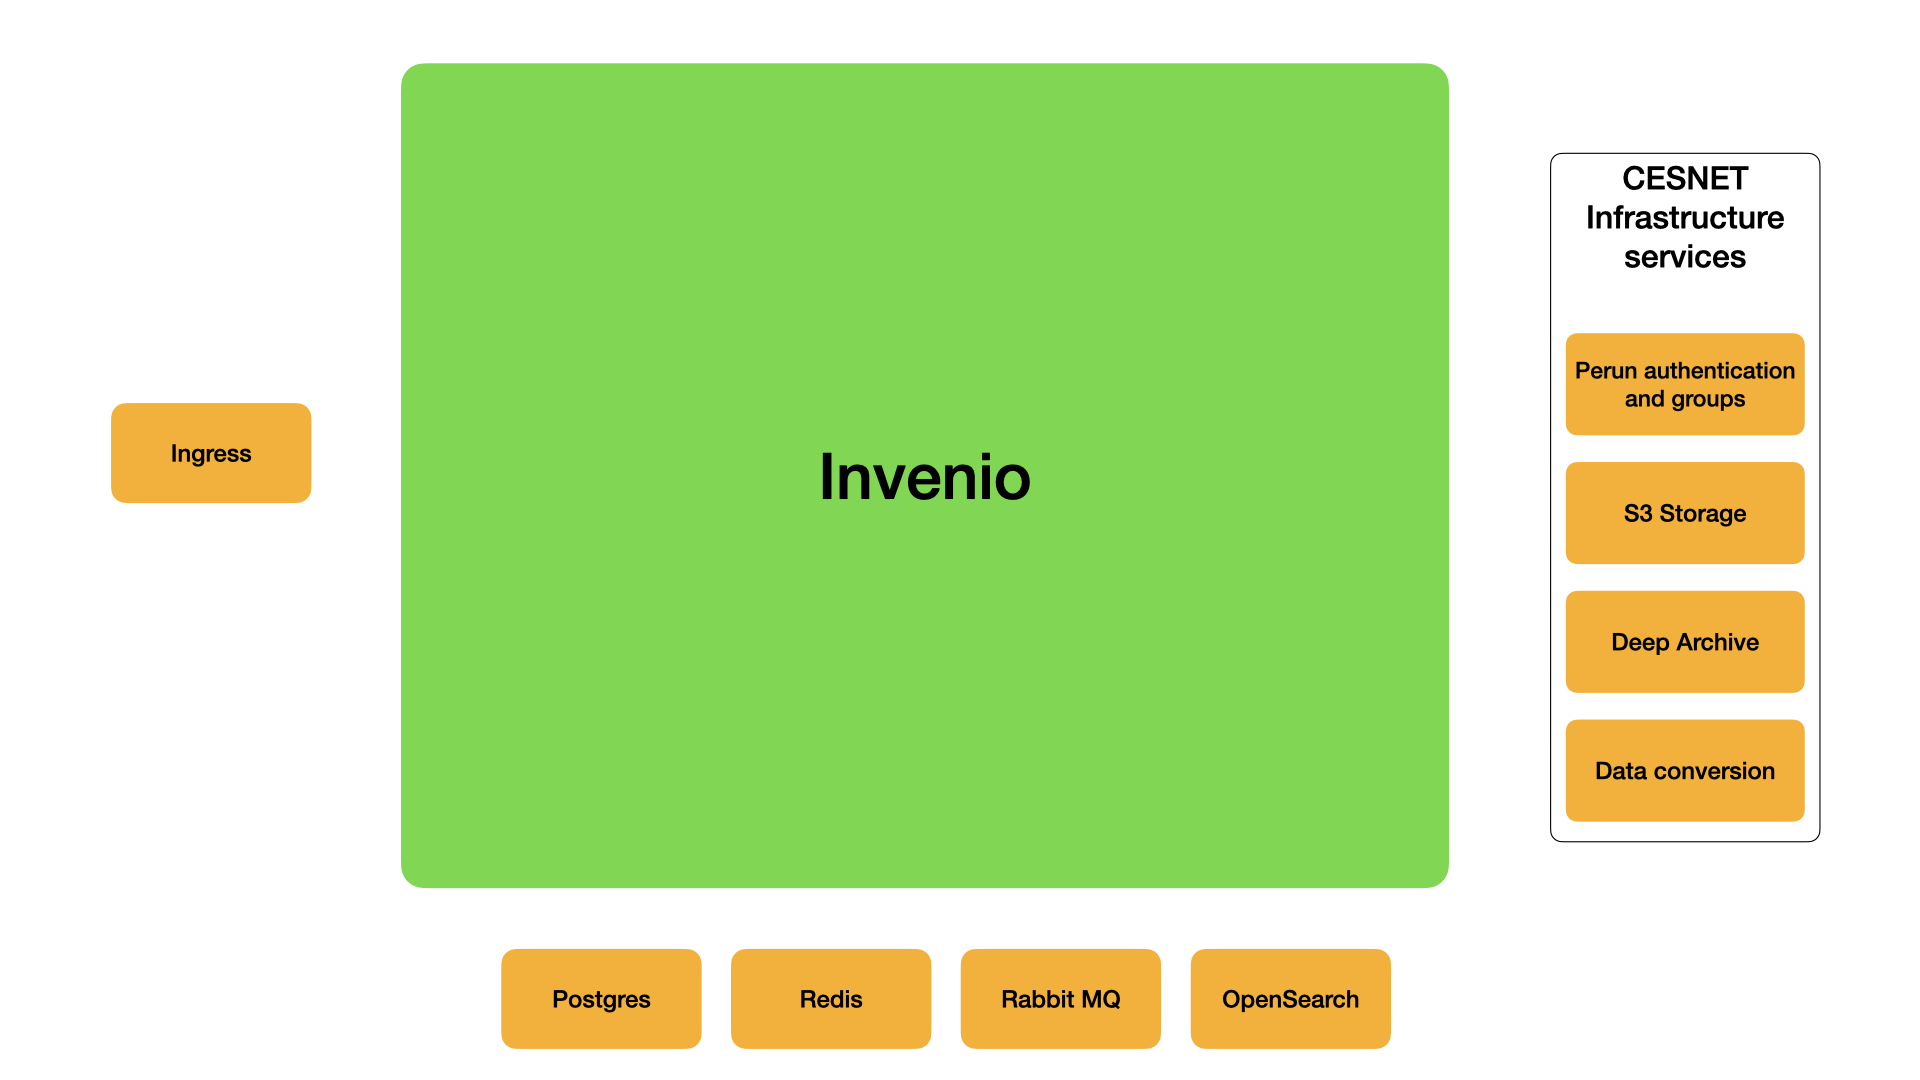 CESNET
Infrastructure
services
Perun authentication
and groups
Ingress
Invenio
S3 Storage
Deep Archive
Data conversion
Postgres
Redis
Rabbit MQ
OpenSearch